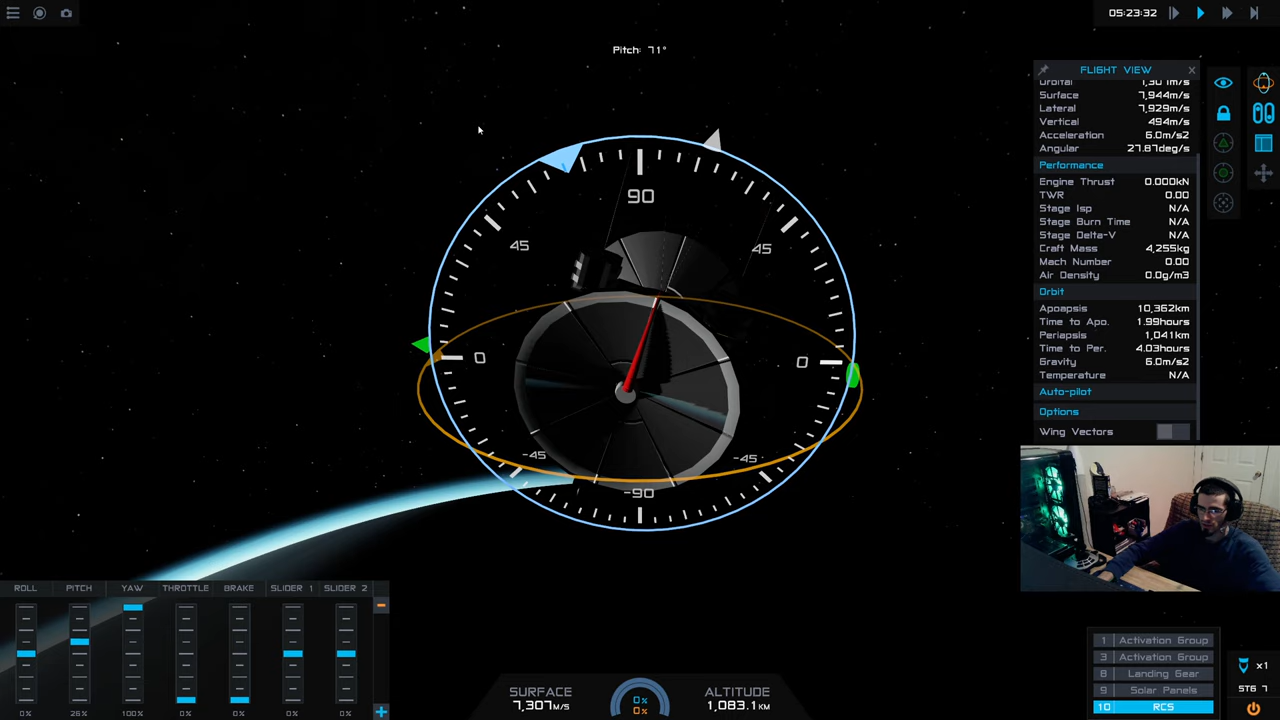 05:23:32
Pitch: 71°
FLIGHT VIEW
Surface 7,944m/s
Lateral 7,929m/s
Vertical 494m/s
Acceleration 6.0m/s2
Angular 27.87deg/s
Performance
Engine Thrust 0.000kN
TWR 0.00
Stage Isp N/A
Stage Burn Time N/A
Stage Delta-V N/A
Craft Mass 4,255kg
Mach Number 0.00
Air Density 0.0g/m3
Orbit
Apoapsis 10,362km
Time to Apo. 1.99hours
Periapsis 1,041km
Time to Per. 4.03hours
Gravity 6.0m/s2
Temperature N/A
Auto-pilot
Options
Wing Vectors
90
45 45
0 0
-45 -45
-90
ROLL PITCH YAW THROTTLE BRAKE SLIDER 1 SLIDER 2
0% 26% 100% 0% 0% 0% 0%
SURFACE
7,307M/S
0%
0%
ALTITUDE
1,083.1KM
1 Activation Group
3 Activation Group
8 Landing Gear
9 Solar Panels
10 RCS
x1
STG 7